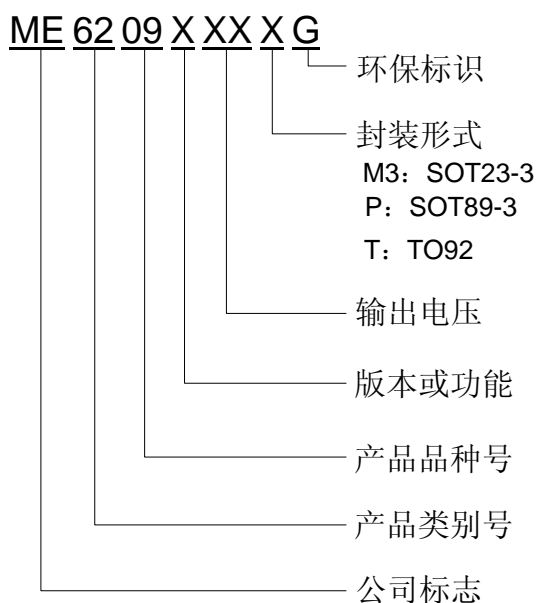 ME 62 09 X XX X G
环保标识
封装形式
M3：SOT23-3
P：SOT89-3
T：TO92
输出电压
版本或功能
产品品种号
产品类别号
公司标志